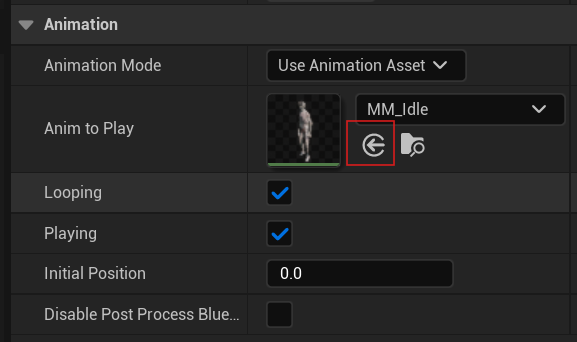 Animation
Animation Mode
Use Animation Asset
Anim to Play
MM_Idle
Looping
Playing
Initial Position
0.0
Disable Post Process Blue...